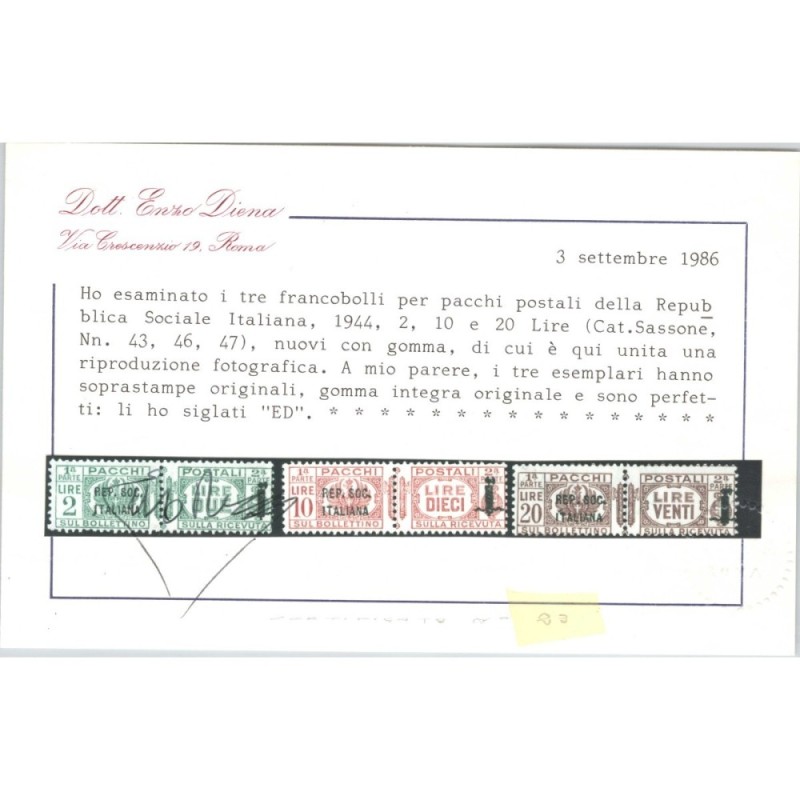 Dott. Enzo Diena
Via Crescenzio 19. Roma
3 settembre 1986
Ho esaminato i tre francobolli per pacchi postali della Repub
blica Sociale Italiana, 1944, 2, 10 e 20 Lire (Cat.Sassone,
Nn. 43, 46, 47), nuovi con gomma, di cui è qui unita una
riproduzione fotografica. A mio parere, i tre esemplari hanno
soprastampe originali, gomma integra originale e sono perfet-
ti: li ho siglati "ED". * * * * * * * * * * * * * * * *
1ª PARTE PACCHI POSTALI 2ª
LIRE 2 REP. SOC. ITALIANA
SUL BOLLETTINO SULLA RICEVUTA
1ª PARTE PACCHI POSTALI 2ª
LIRE 10 REP. SOC. ITALIANA LIRE DIECI
SUL BOLLETTINO SULLA RICEVUTA
1ª PARTE PACCHI POSTALI 2ª
LIRE 20 REP. SOC. ITALIANA LIRE VENTI
SUL BOLLETTINO SULLA RICEVUTA